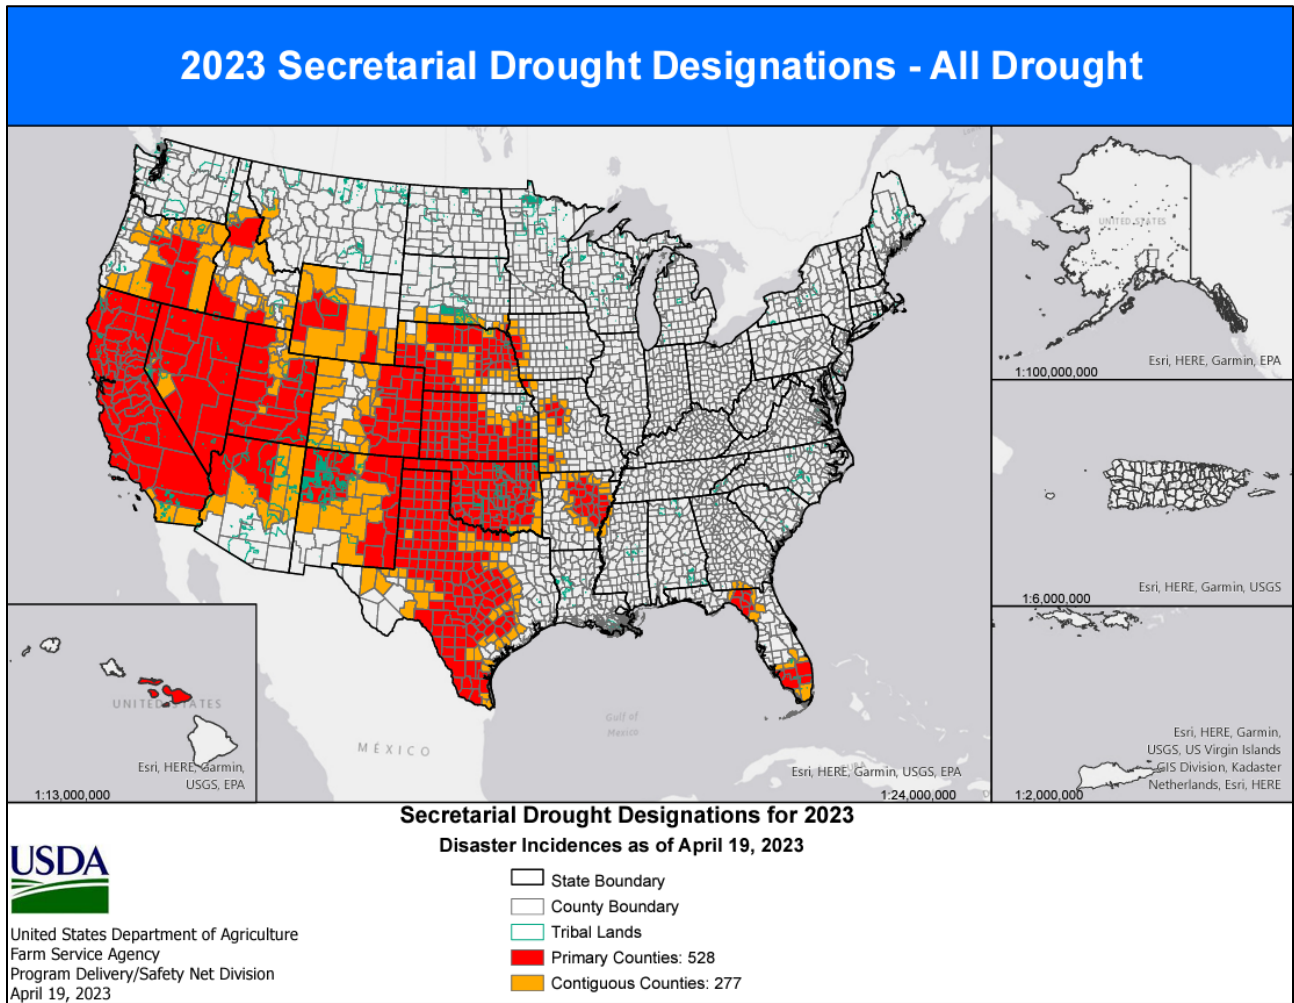 2023 Secretarial Drought Designations - All Drought
UNITED STATES
Esri, HERE, Garmin, EPA
1:100,000,000
Esri, HERE, Garmin, USGS
1:6,000,000
UNITED STATES
Esri, HERE, Garmin,
USGS, EPA
1:13,000,000
MÉXICO
Gulf of
Mexico
Esri, HERE, Garmin, USGS, EPA
1:24,000,000
Esri, HERE, Garmin,
USGS, US Virgin Islands
GIS Division, Kadaster
Netherlands, Esri, HERE
1:2,000,000
Secretarial Drought Designations for 2023
Disaster Incidences as of April 19, 2023
State Boundary
County Boundary
Tribal Lands
Primary Counties: 528
Contiguous Counties: 277
USDA
United States Department of Agriculture
Farm Service Agency
Program Delivery/Safety Net Division
April 19, 2023